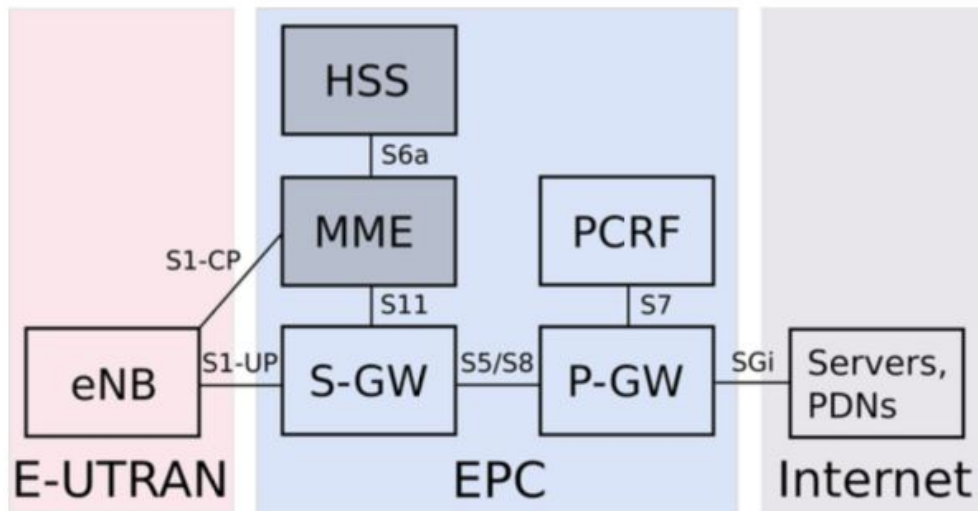 HSS
S6a
MME
PCRF
S1-CP
S11
S7
eNB
S1-UP
S-GW
S5/S8
P-GW
SGi
Servers,
PDNs
E-UTRAN
EPC
Internet